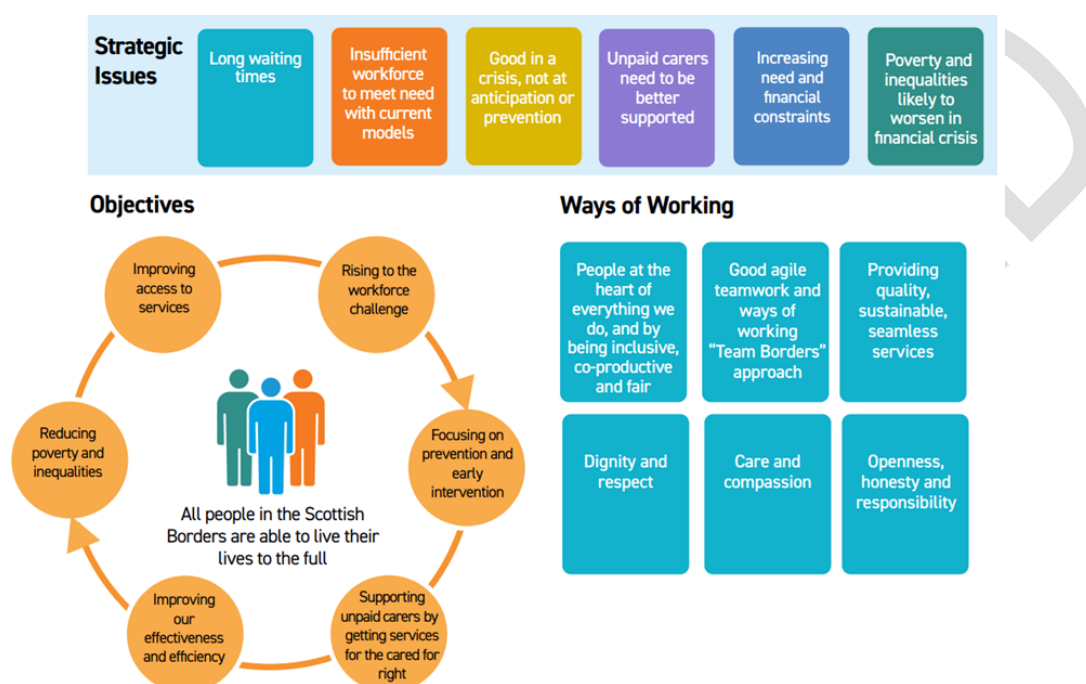 Strategic
Issues
Long waiting
times
Insufficient
workforce
to meet need
with current
models
Good in a
crisis, not at
anticipation or
prevention
Unpaid carers
need to be
better
supported
Increasing
need and
financial
constraints
Poverty and
inequalities
likely to
worsen in
financial crisis
Objectives
Improving
access to
services
Rising to the
workforce
challenge
Focusing on
prevention and
early
intervention
Supporting
unpaid carers by
getting services
for the cared for
right
Improving
our
effectiveness
and efficiency
Reducing
poverty and
inequalities
All people in the Scottish
Borders are able to live their
lives to the full
Ways of Working
People at the
heart of
everything we
do, and by
being inclusive,
co-productive
and fair
Good agile
teamwork and
ways of
working
“Team Borders”
approach
Providing
quality,
sustainable,
seamless
services
Dignity and
respect
Care and
compassion
Openness,
honesty and
responsibility